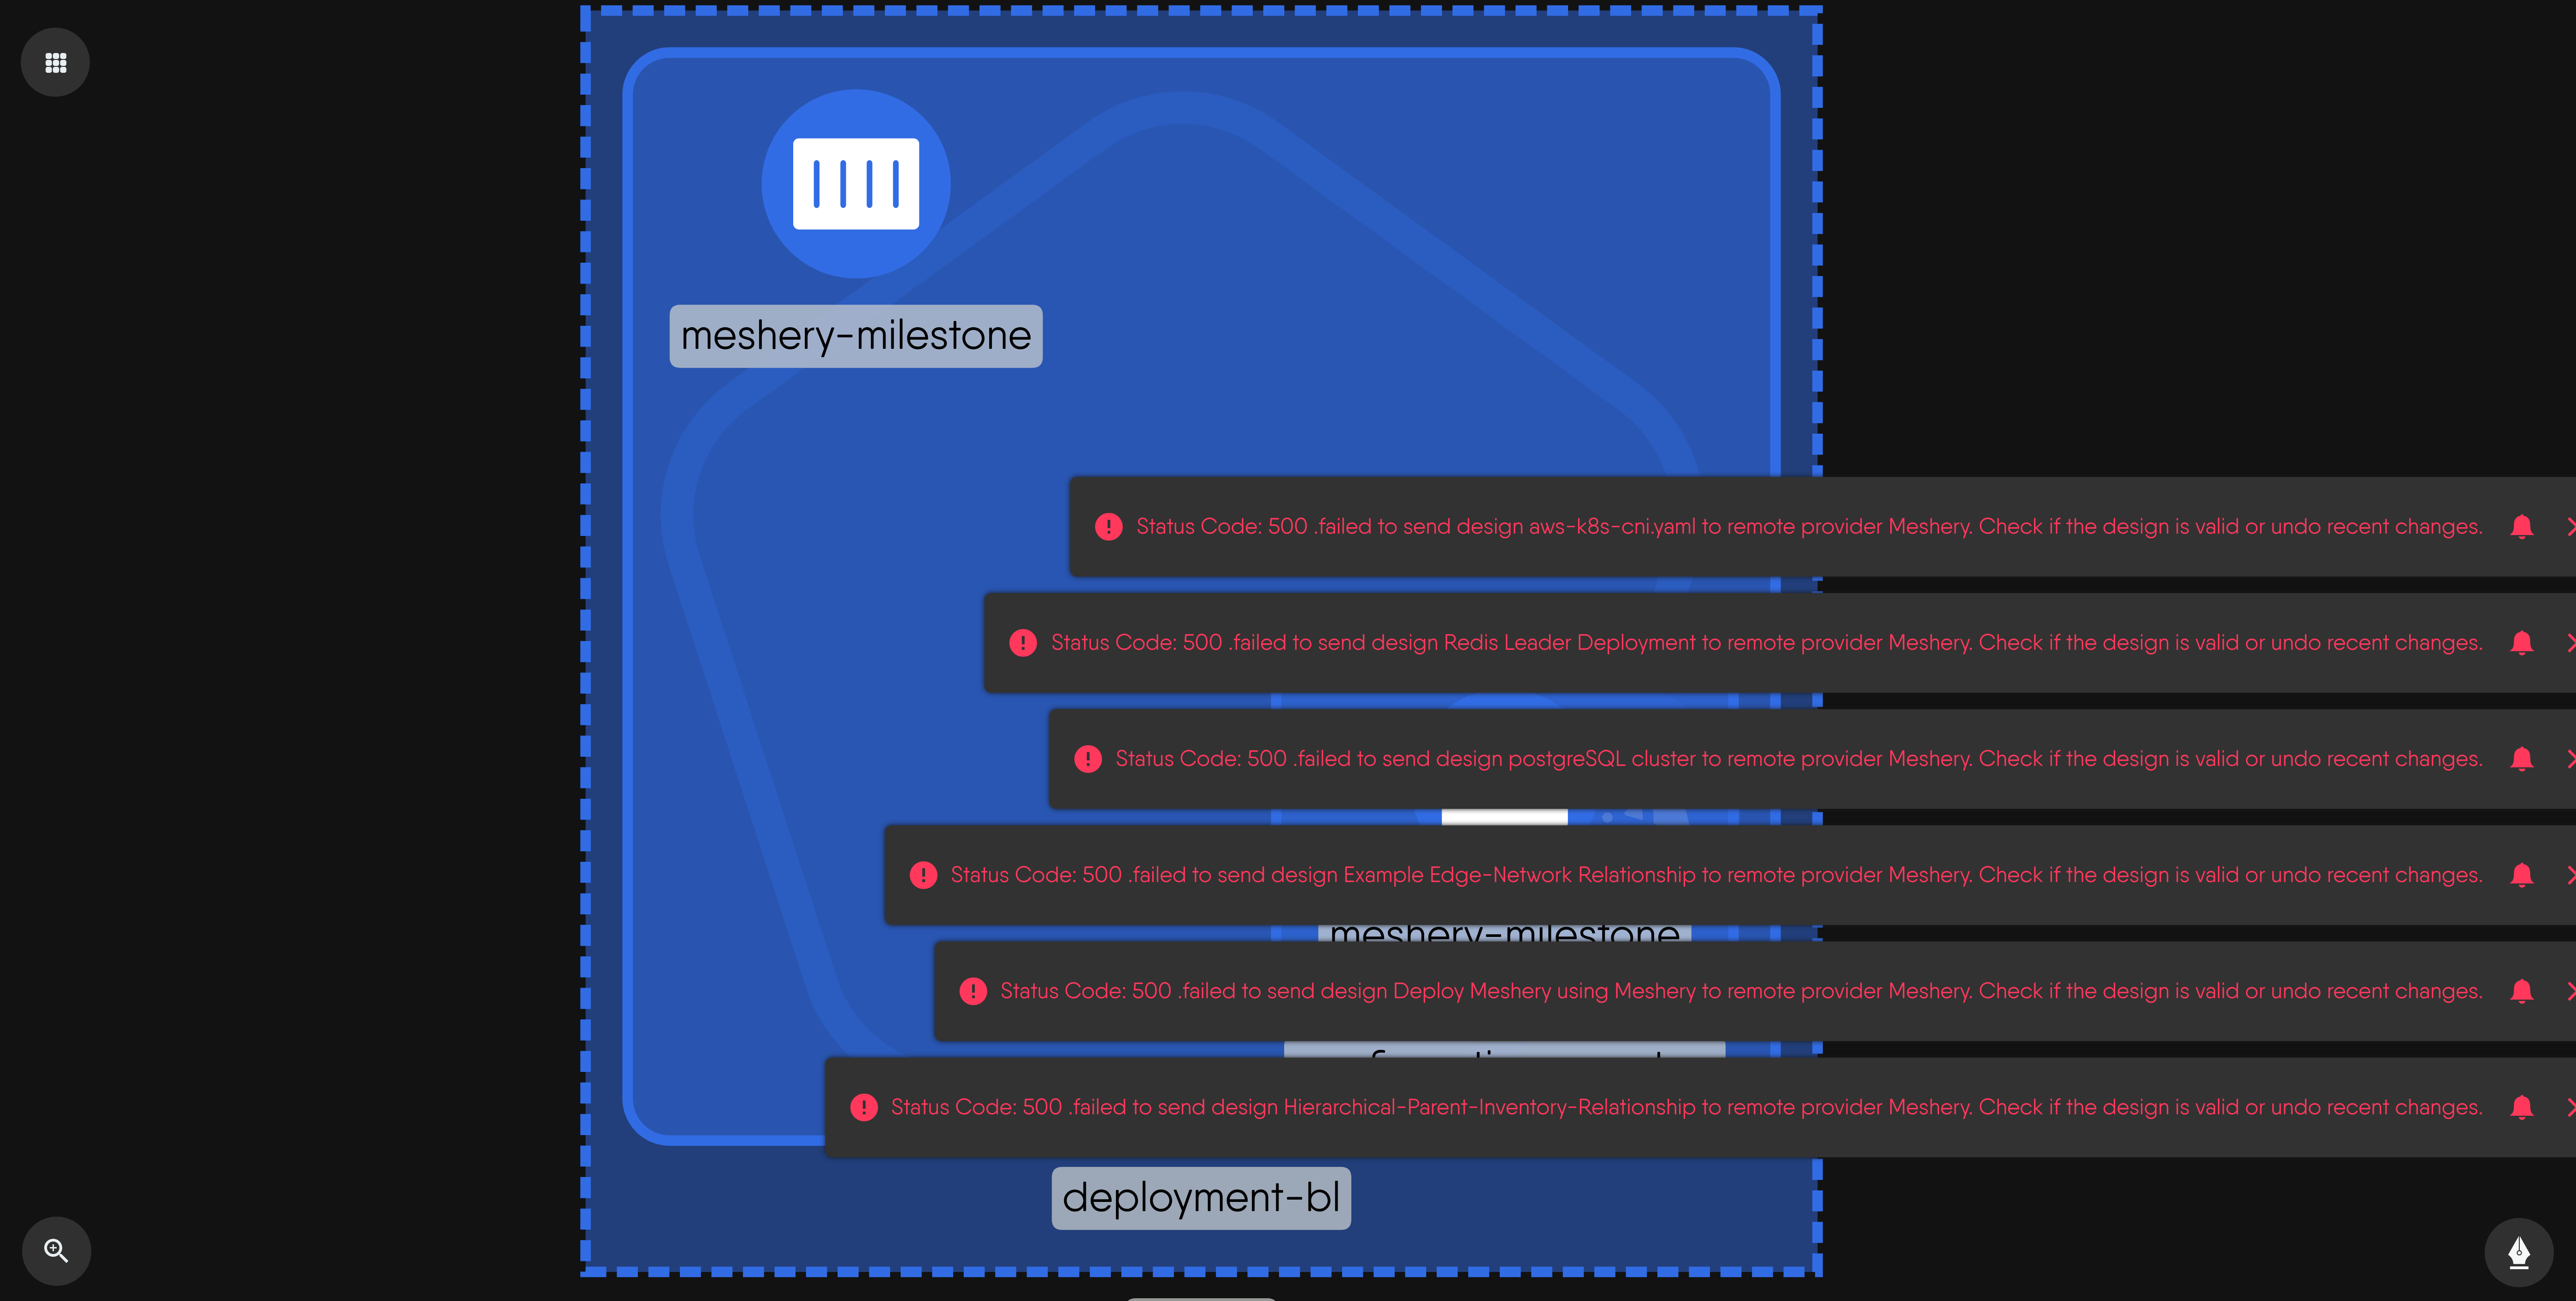 meshery-milestone
Status Code: 500 .failed to send design aws-k8s-cni.yaml to remote provider Meshery. Check if the design is valid or undo recent changes.
Status Code: 500 .failed to send design Redis Leader Deployment to remote provider Meshery. Check if the design is valid or undo recent changes.
Status Code: 500 .failed to send design postgreSQL cluster to remote provider Meshery. Check if the design is valid or undo recent changes.
Status Code: 500 .failed to send design Example Edge-Network Relationship to remote provider Meshery. Check if the design is valid or undo recent changes.
meshery-milestone
Status Code: 500 .failed to send design Deploy Meshery using Meshery to remote provider Meshery. Check if the design is valid or undo recent changes.
Status Code: 500 .failed to send design Hierarchical-Parent-Inventory-Relationship to remote provider Meshery. Check if the design is valid or undo recent changes.
deployment-bl